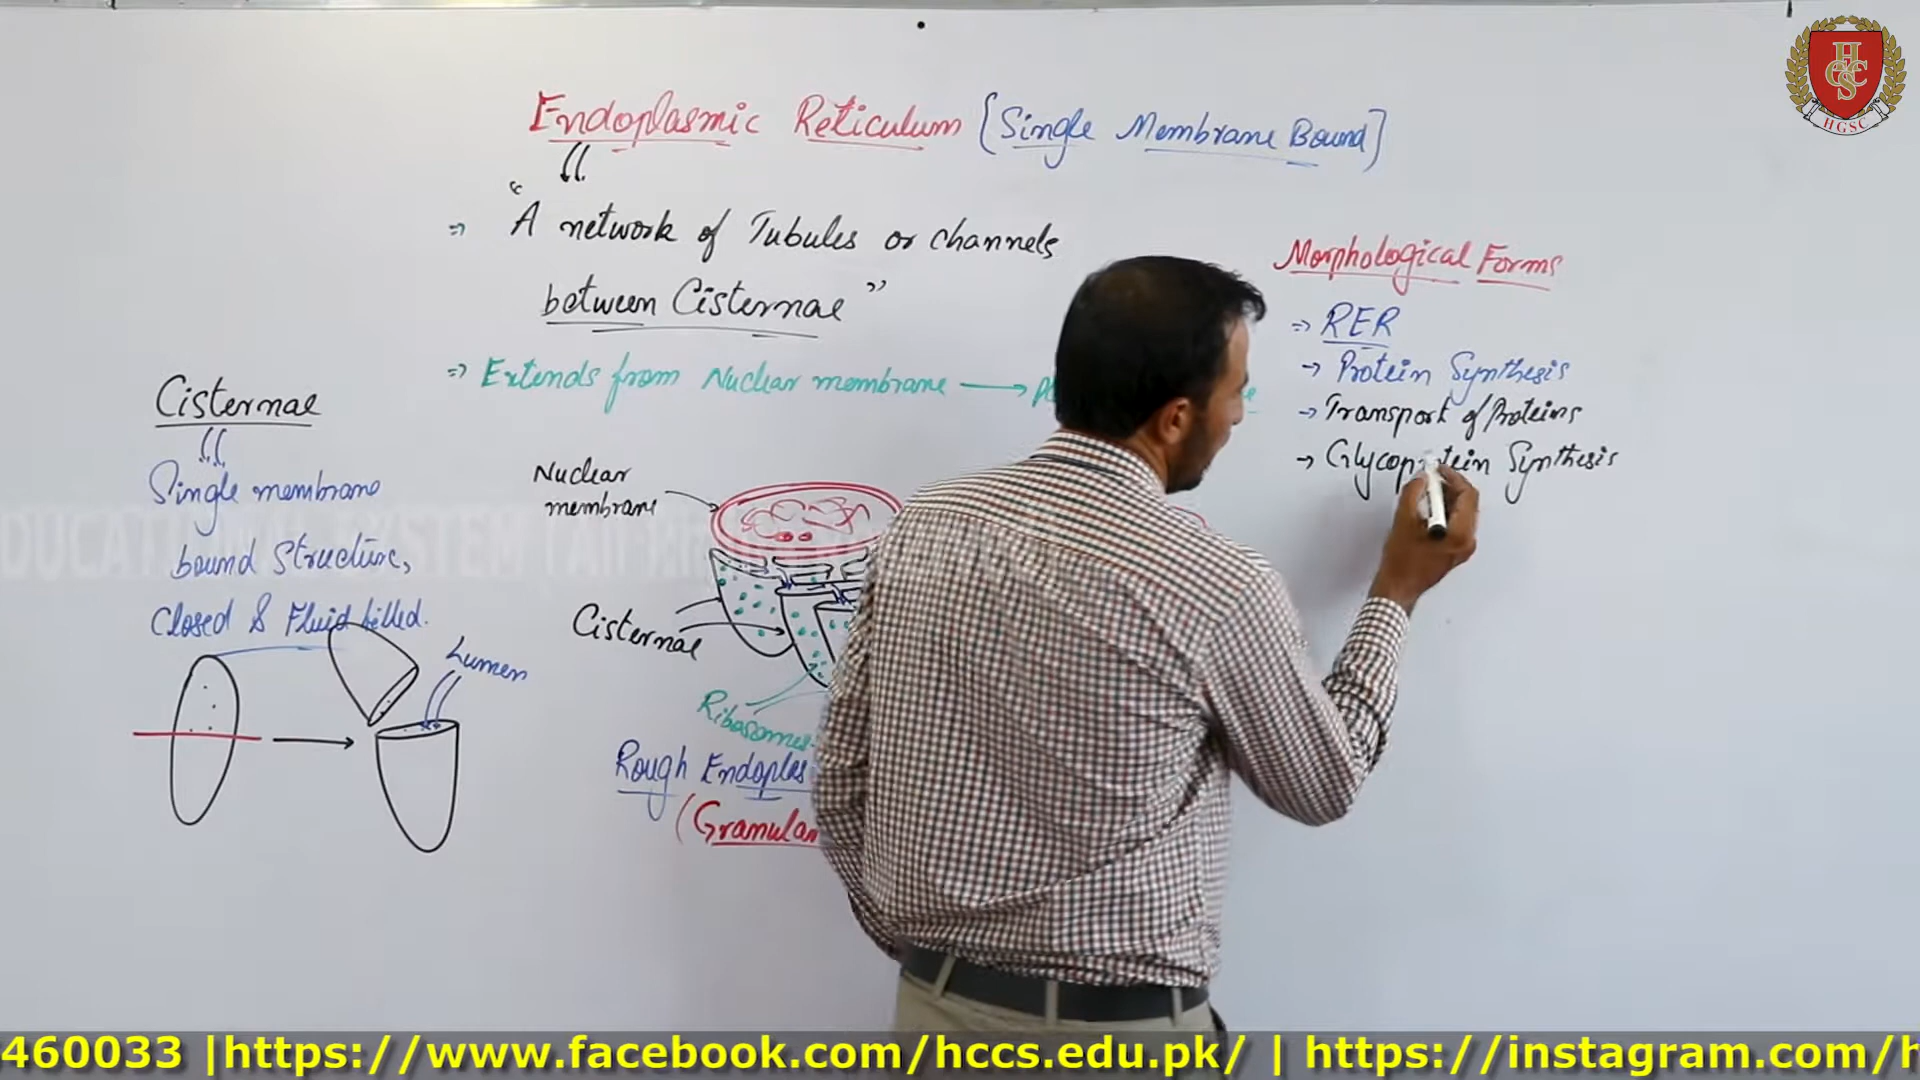 Endoplasmic Reticulum {Single Membrane Bound}
"A network of Tubules or channels
between Cisternae"
Extends from Nuclear membrane →
Cisternae
Single membrane
bound Structure,
Closed & Fluid filled.
Lumen
Nuclear
membrane
Cisternae
Ribosomes
Rough Endoplas
(Granular
Morphological Forms
⇒ RER
→ Protein Synthesis
→ Transport of Proteins
→ Glycoprotein Synthesis
HGSC
DUCATIONAL SYSTEM
460033 |https://www.facebook.com/hccs.edu.pk/ | https://instagram.com/h